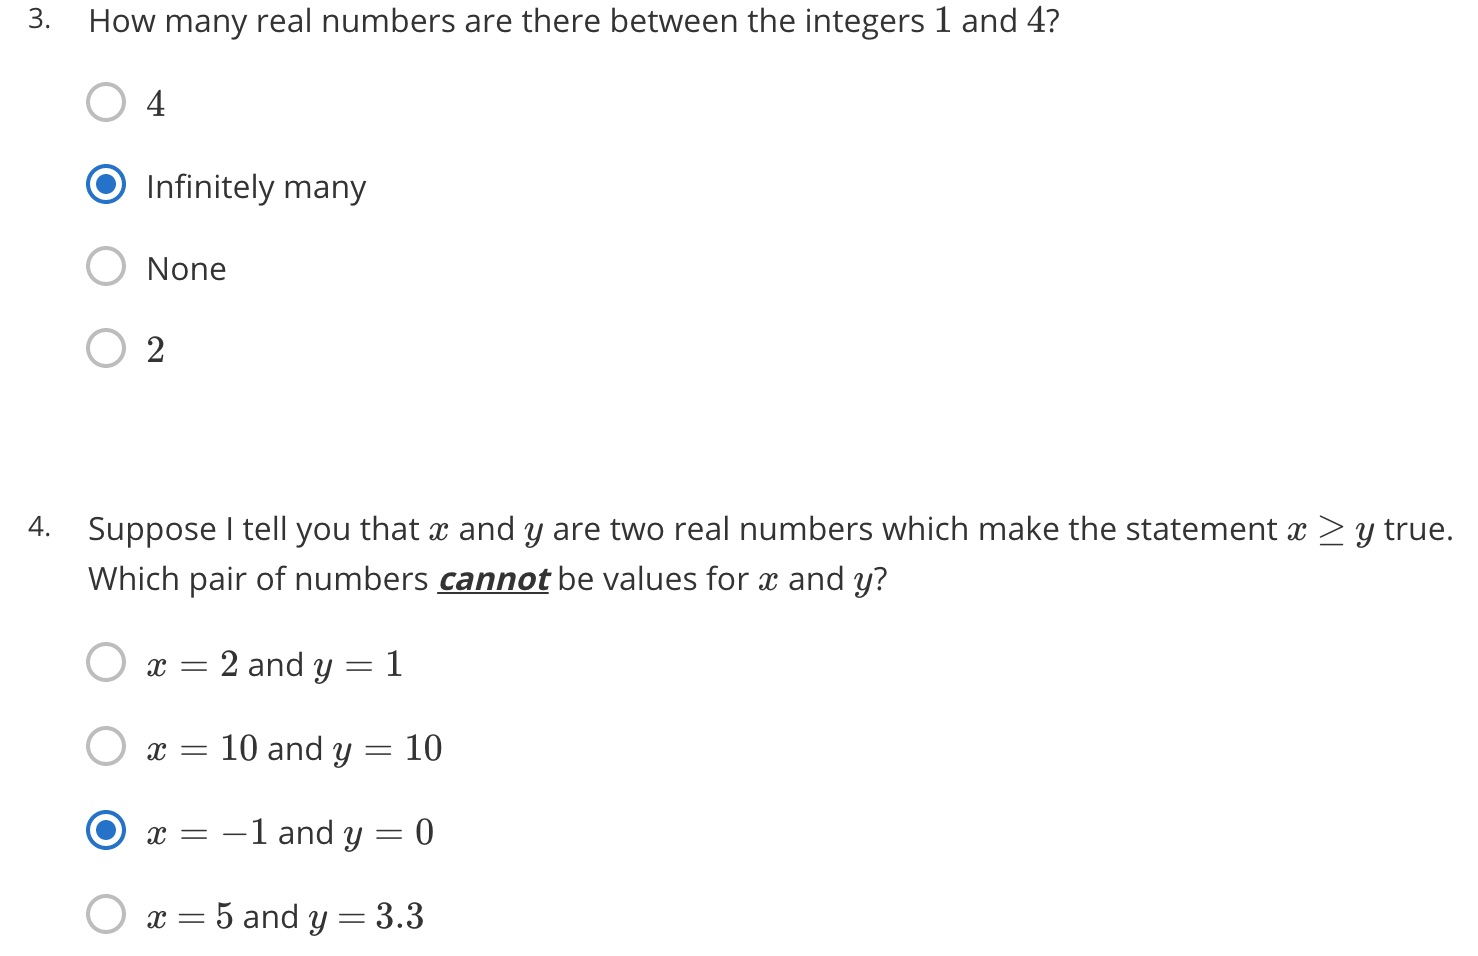 3. How many real numbers are there between the integers 1 and 4?
4
Infinitely many
None
2
4. Suppose I tell you that x and y are two real numbers which make the statement x ≥ y true.
Which pair of numbers cannot be values for x and y?
x = 2 and y = 1
x = 10 and y = 10
x = −1 and y = 0
x = 5 and y = 3.3